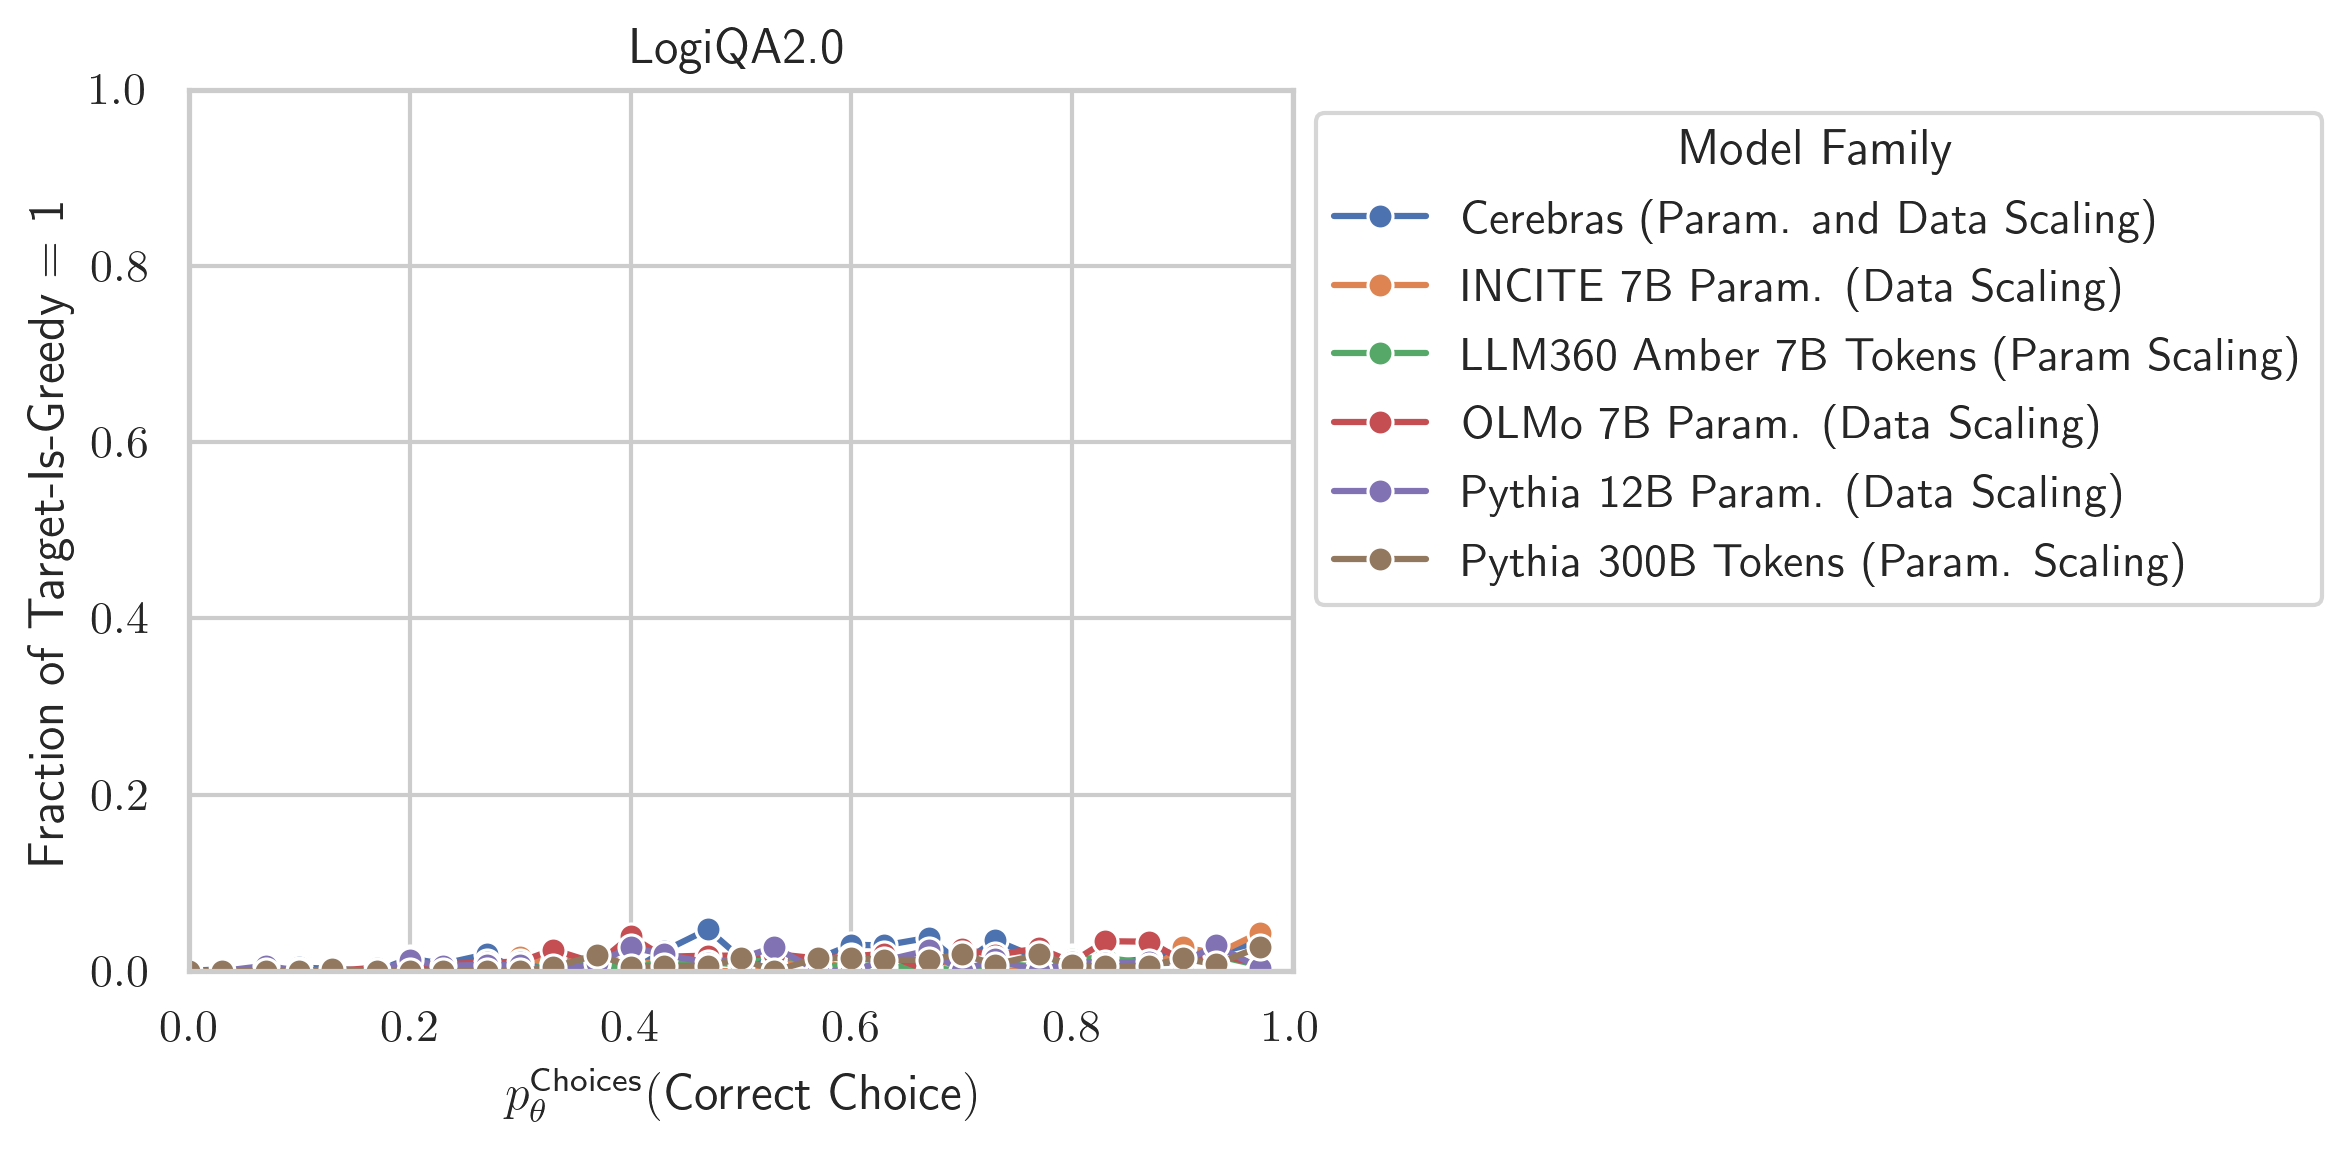 LogiQA2.0
Fraction of Target-Is-Greedy = 1
1.0
0.8
0.6
0.4
0.2
0.0
0.0 0.2 0.4 0.6 0.8 1.0
p_θ^Choices(Correct Choice)
Model Family
Cerebras (Param. and Data Scaling)
INCITE 7B Param. (Data Scaling)
LLM360 Amber 7B Tokens (Param Scaling)
OLMo 7B Param. (Data Scaling)
Pythia 12B Param. (Data Scaling)
Pythia 300B Tokens (Param. Scaling)